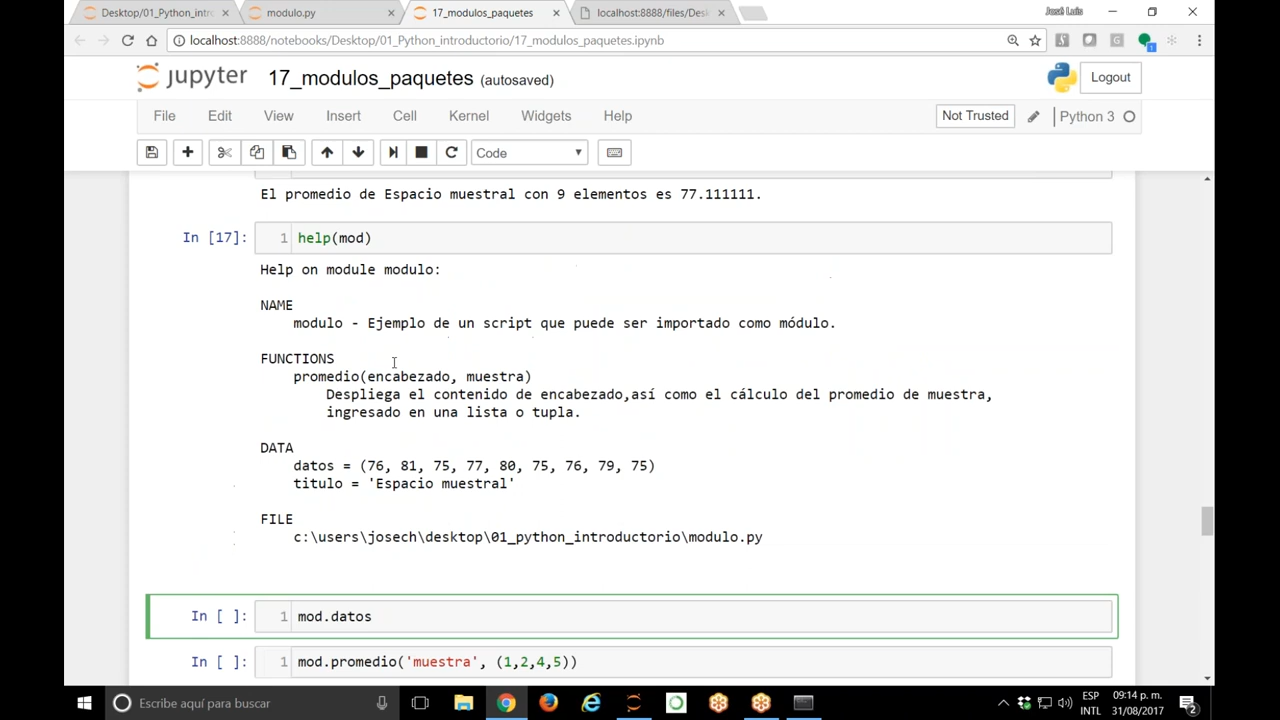 Desktop/01_Python_intro
modulo.py
17_modulos_paquetes
localhost:8888/files/Des
José Luis
localhost:8888/notebooks/Desktop/01_Python_introductorio/17_modulos_paquetes.ipynb
jupyter 17_modulos_paquetes (autosaved)
Logout
File Edit View Insert Cell Kernel Widgets Help
Not Trusted
Python 3
Code
El promedio de Espacio muestral con 9 elementos es 77.111111.
In [17]: 1 help(mod)
Help on module modulo:
NAME
modulo - Ejemplo de un script que puede ser importado como módulo.
FUNCTIONS
promedio(encabezado, muestra)
Despliega el contenido de encabezado,así como el cálculo del promedio de muestra,
ingresado en una lista o tupla.
DATA
datos = (76, 81, 75, 77, 80, 75, 76, 79, 75)
titulo = 'Espacio muestral'
FILE
c:\users\josech\desktop\01_python_introductorio\modulo.py
In [ ]: 1 mod.datos
In [ ]: 1 mod.promedio('muestra', (1,2,4,5))
Escribe aquí para buscar
ESP
INTL
09:14 p. m.
31/08/2017
2